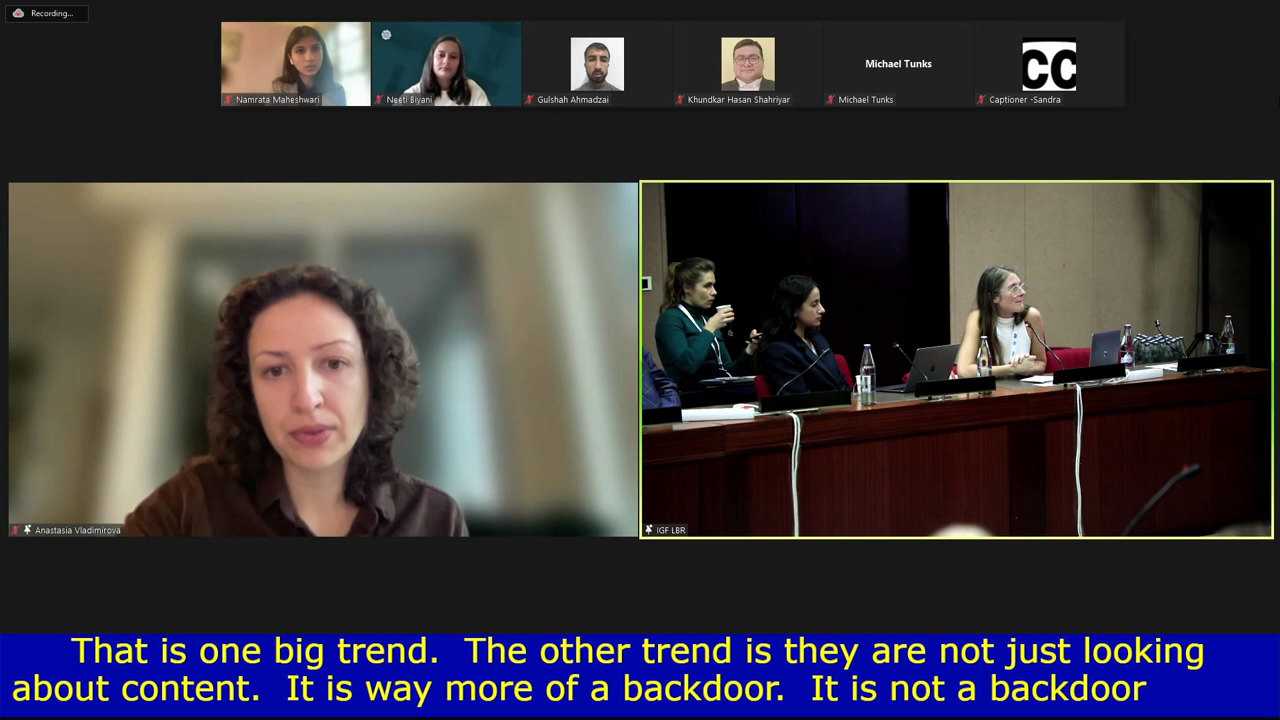 Recording...
Michael Tunks
CC
Namrata Maheshwari
Neeti Biyani
Gulshah Ahmadzai
Khundkar Hasan Shahriyar
Michael Tunks
Captioner -Sandra
Anastasia Vladimirova
IGF LBR
That is one big trend. The other trend is they are not just looking
about content. It is way more of a backdoor. It is not a backdoor